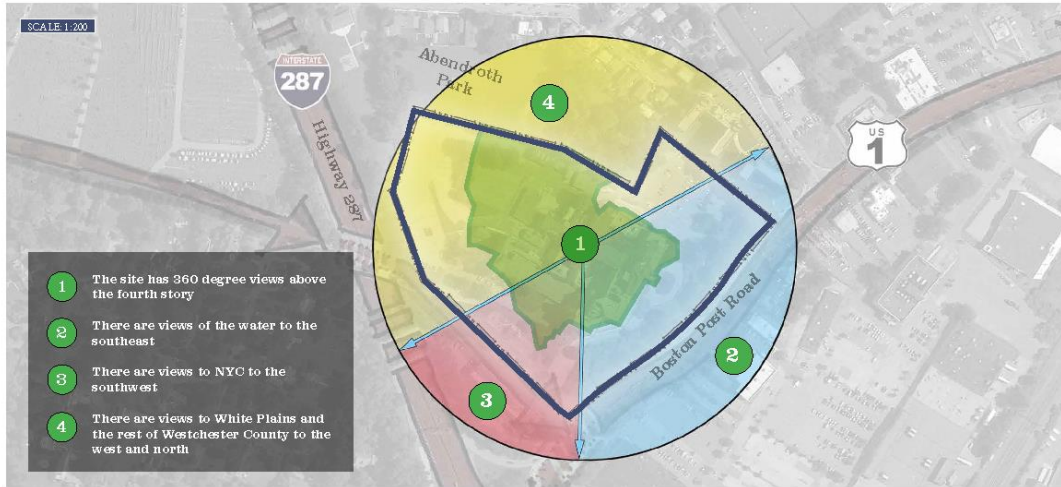 SCALE: 1:200
Abendroth
Park
INTERSTATE
287
Highway 287
US
1
4
1
2
3
Boston Post Road
1 The site has 360 degree views above
the fourth story
2 There are views of the water to the
southeast
3 There are views to NYC to the
southwest
4 There are views to White Plains and
the rest of Westchester County to the
west and north